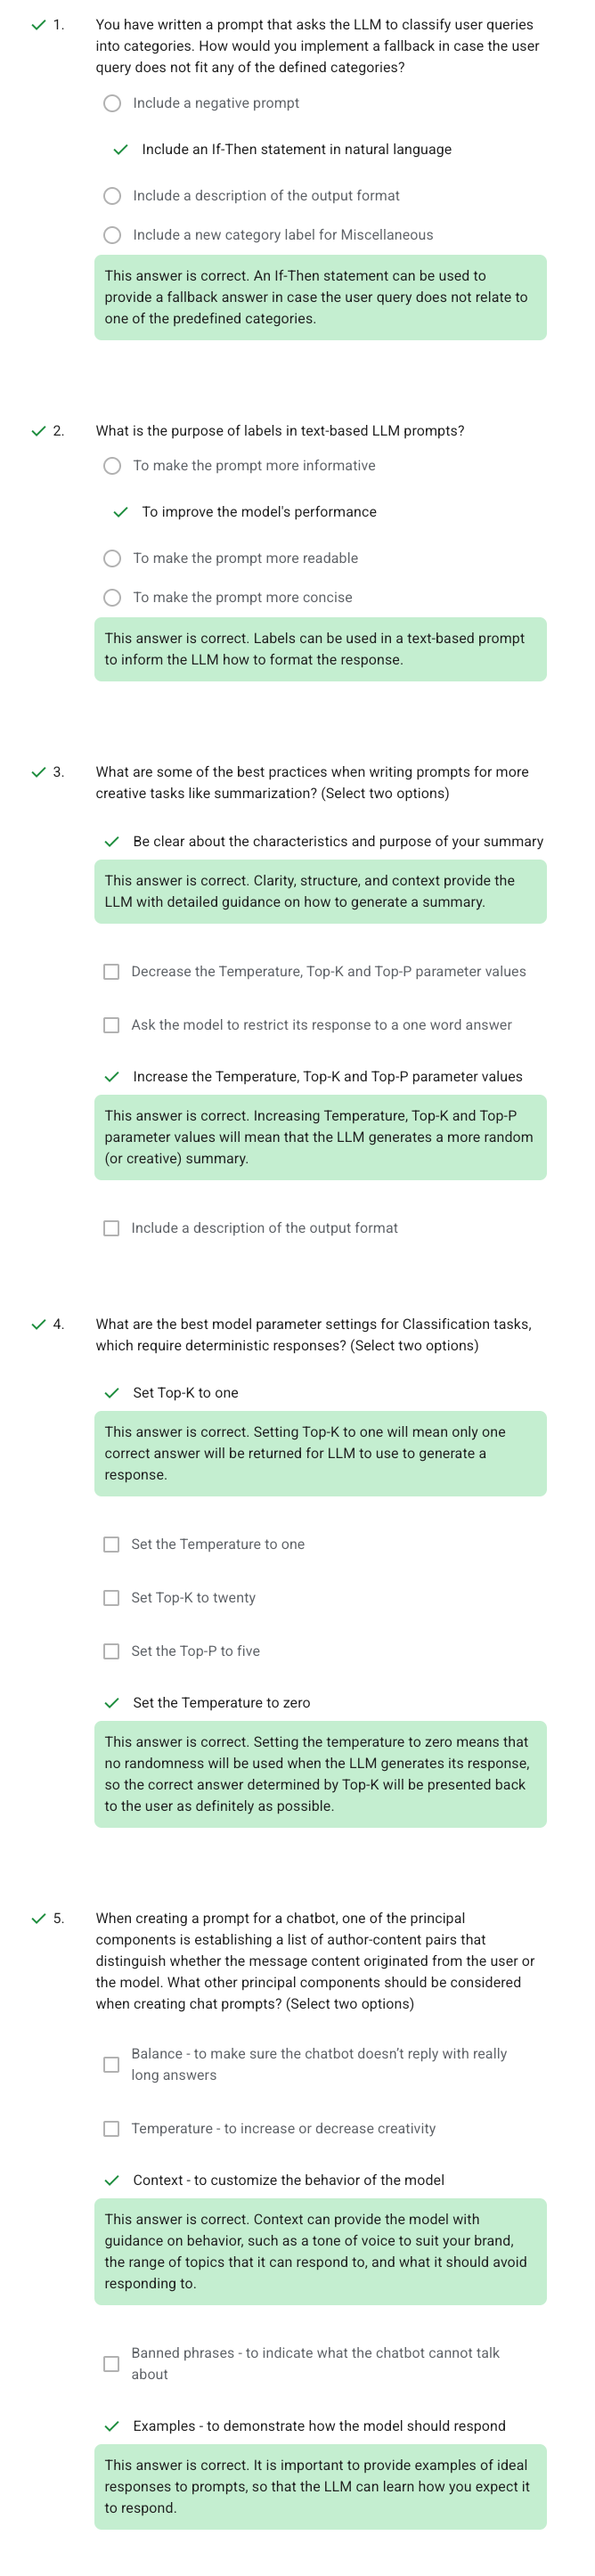 1. You have written a prompt that asks the LLM to classify user queries
into categories. How would you implement a fallback in case the user
query does not fit any of the defined categories?
Include a negative prompt
Include an If-Then statement in natural language
Include a description of the output format
Include a new category label for Miscellaneous
This answer is correct. An If-Then statement can be used to
provide a fallback answer in case the user query does not relate to
one of the predefined categories.
2. What is the purpose of labels in text-based LLM prompts?
To make the prompt more informative
To improve the model's performance
To make the prompt more readable
To make the prompt more concise
This answer is correct. Labels can be used in a text-based prompt
to inform the LLM how to format the response.
3. What are some of the best practices when writing prompts for more
creative tasks like summarization? (Select two options)
Be clear about the characteristics and purpose of your summary
This answer is correct. Clarity, structure, and context provide the
LLM with detailed guidance on how to generate a summary.
Decrease the Temperature, Top-K and Top-P parameter values
Ask the model to restrict its response to a one word answer
Increase the Temperature, Top-K and Top-P parameter values
This answer is correct. Increasing Temperature, Top-K and Top-P
parameter values will mean that the LLM generates a more random
(or creative) summary.
Include a description of the output format
4. What are the best model parameter settings for Classification tasks,
which require deterministic responses? (Select two options)
Set Top-K to one
This answer is correct. Setting Top-K to one will mean only one
correct answer will be returned for LLM to use to generate a
response.
Set the Temperature to one
Set Top-K to twenty
Set the Top-P to five
Set the Temperature to zero
This answer is correct. Setting the temperature to zero means that
no randomness will be used when the LLM generates its response,
so the correct answer determined by Top-K will be presented back
to the user as definitely as possible.
5. When creating a prompt for a chatbot, one of the principal
components is establishing a list of author-content pairs that
distinguish whether the message content originated from the user or
the model. What other principal components should be considered
when creating chat prompts? (Select two options)
Balance - to make sure the chatbot doesn’t reply with really
long answers
Temperature - to increase or decrease creativity
Context - to customize the behavior of the model
This answer is correct. Context can provide the model with
guidance on behavior, such as a tone of voice to suit your brand,
the range of topics that it can respond to, and what it should avoid
responding to.
Banned phrases - to indicate what the chatbot cannot talk
about
Examples - to demonstrate how the model should respond
This answer is correct. It is important to provide examples of ideal
responses to prompts, so that the LLM can learn how you expect it
to respond.